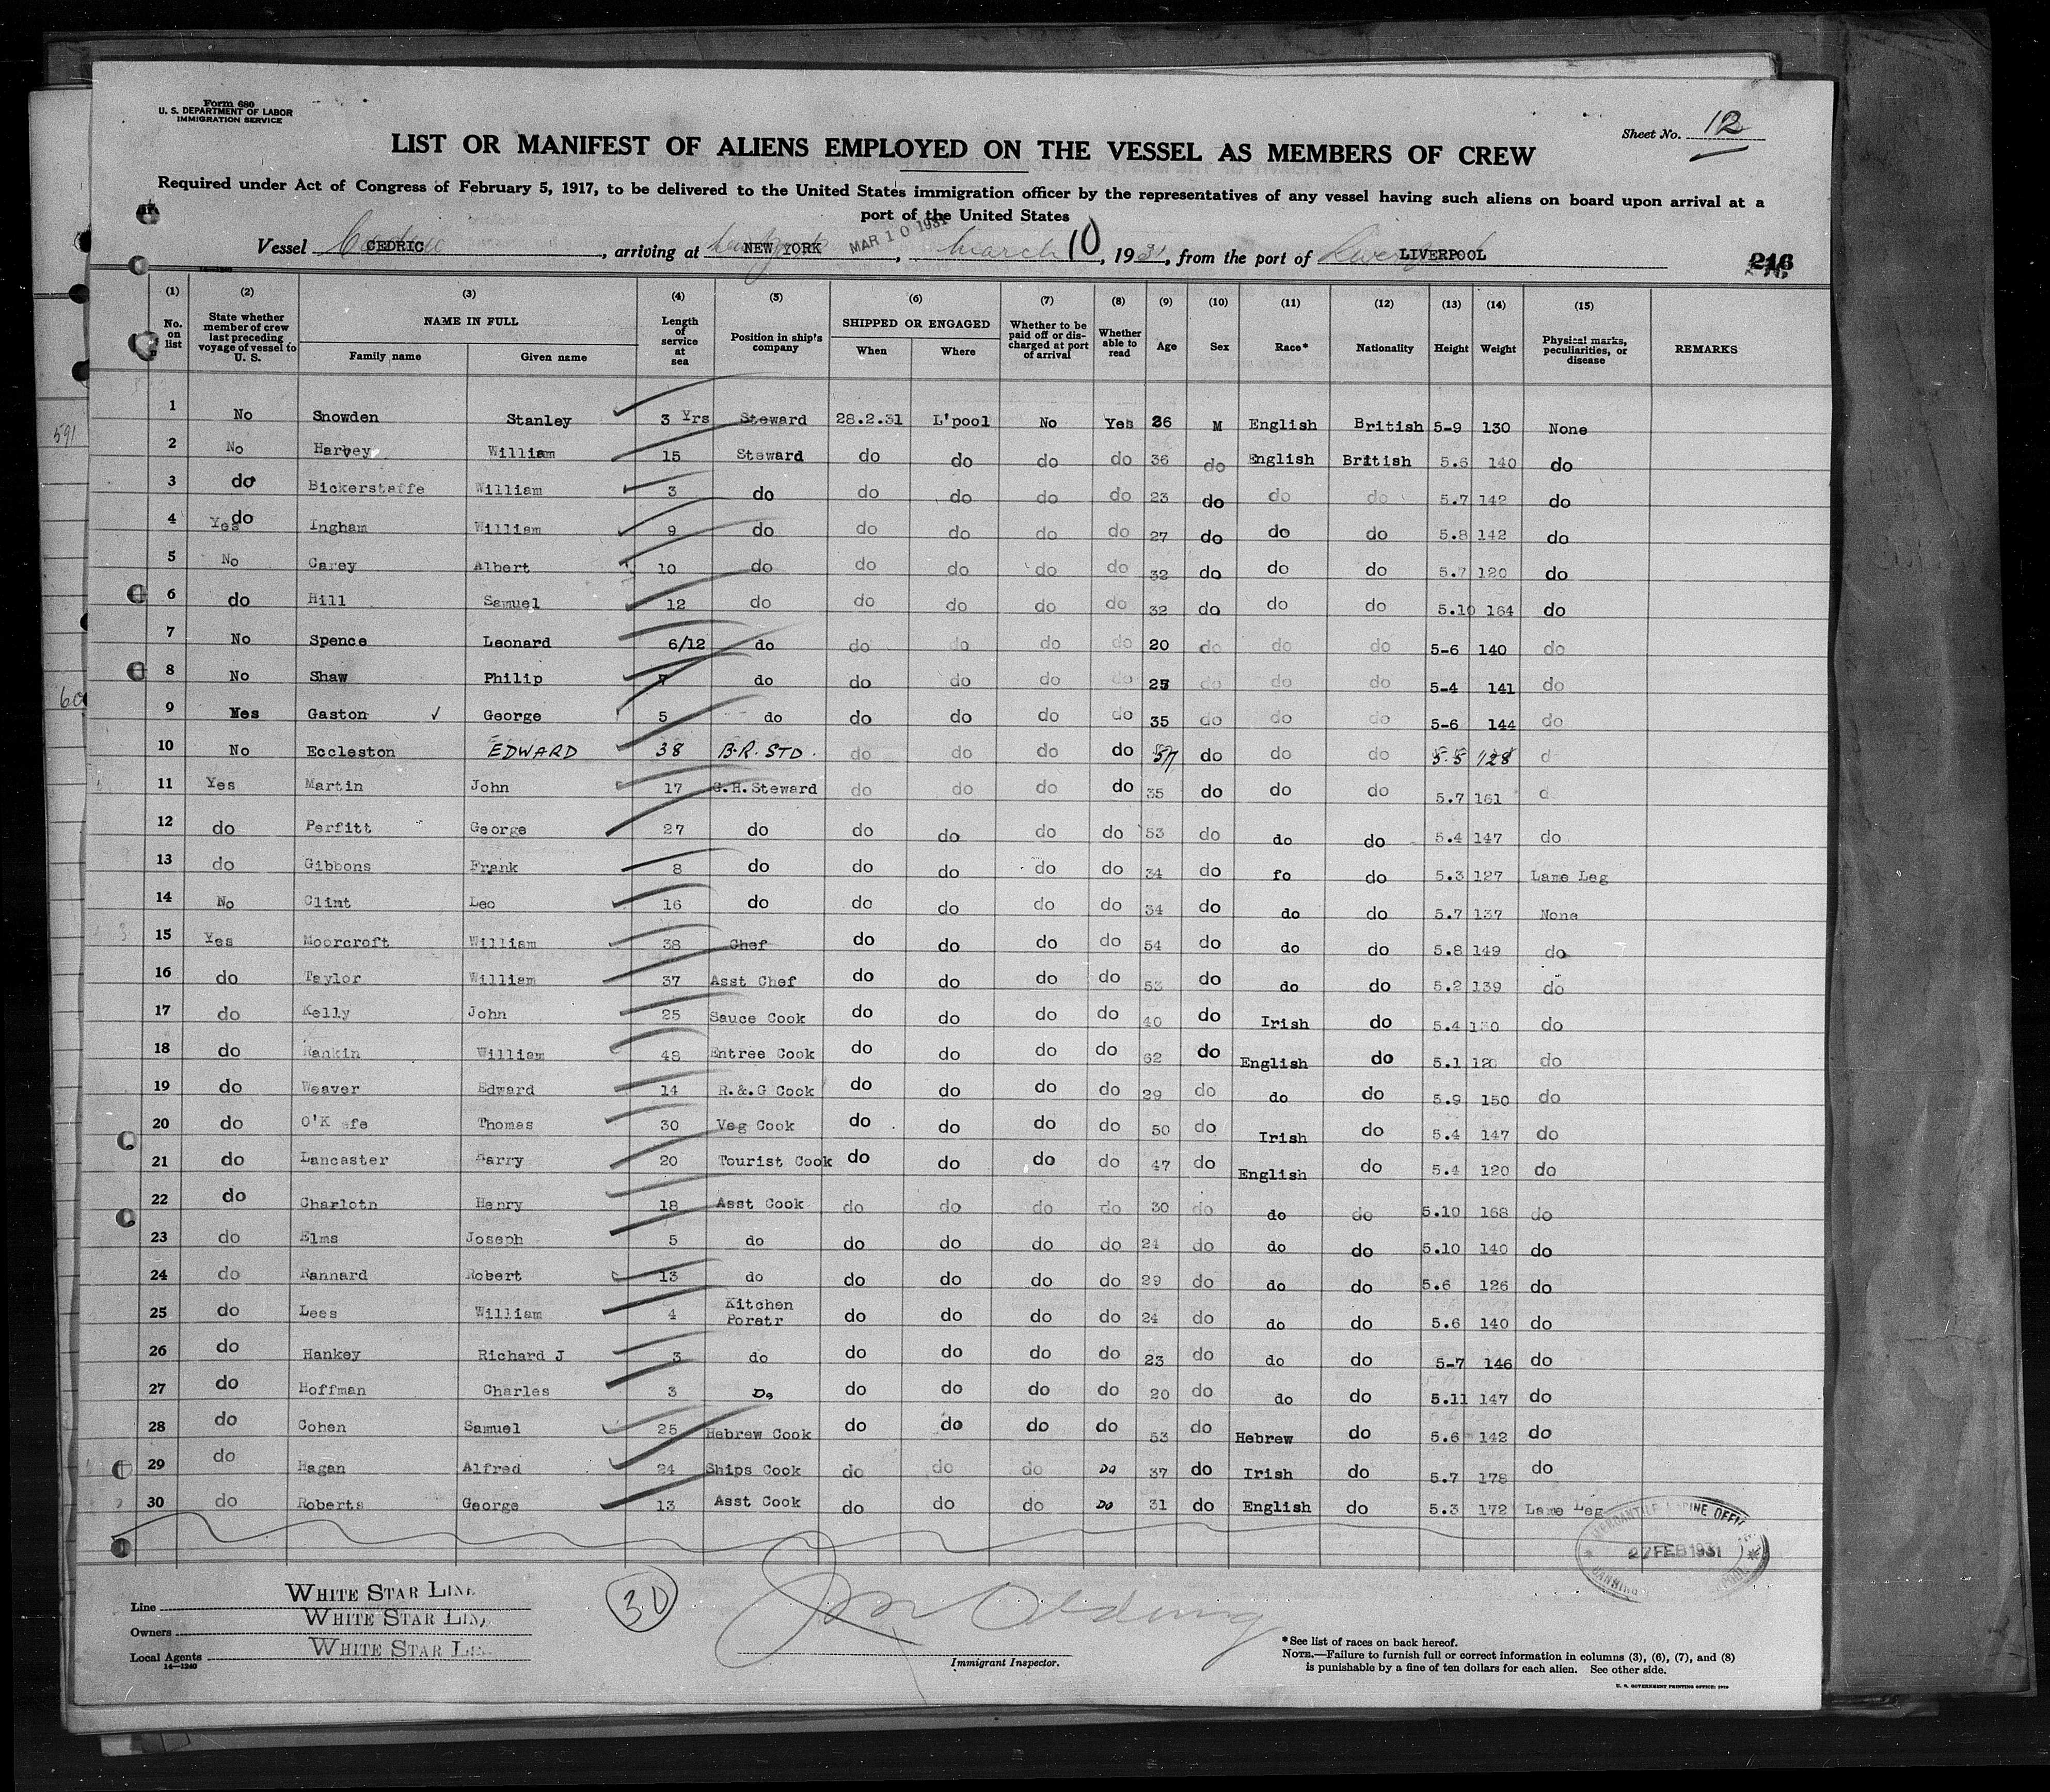 Form 680
U. S. DEPARTMENT OF LABOR
IMMIGRATION SERVICE
Sheet No. 12
LIST OR MANIFEST OF ALIENS EMPLOYED ON THE VESSEL AS MEMBERS OF CREW
Required under Act of Congress of February 5, 1917, to be delivered to the United States immigration officer by the representatives of any vessel having such aliens on board upon arrival at a
port of the United States
Vessel CEDRIC, arriving at NEW YORK MAR 10 1931, March 10, 1931, from the port of LIVERPOOL
(1) (2) (3) (4) (5) (6) (7) (8) (9) (10) (11) (12) (13) (14) (15)
No. on list State whether member of crew last preceding voyage of vessel to U. S. NAME IN FULL Family name Given name Length of service at sea Position in ship's company SHIPPED OR ENGAGED When Where Whether to be paid off or discharged at port of arrival Whether able to read Age Sex Race* Nationality Height Weight Physical marks, peculiarities, or disease REMARKS
1 No Snowden Stanley 3 Yrs Steward 28.2.31 L'pool No Yes 26 M English British 5-9 130 None
2 No Harvey William 15 Steward do do do do 36 do English British 5.6 140 do
3 do Bickersteffe William 3 do do do do do 23 do do do 5.7 142 do
4 do Yes Ingham William 9 do do do do do 27 do do do 5.8 142 do
5 No Carey Albert 10 do do do do do 32 do do do 5.7 120 do
6 do Hill Samuel 12 do do do do do 32 do do do 5.10 164 do
7 No Spence Leonard 6/12 do do do do do 20 do do do 5-6 140 do
8 No Shaw Philip 7 do do do do do 25 do do do 5-4 141 do
9 Yes Gaston George 5 do do do do do 35 do do do 5-6 144 do
10 No Eccleston EDWARD 38 B.R. STD. do do do do 57 do do do 5.5 128 d
11 Yes Martin John 17 G.H.Steward do do do do 35 do do do 5.7 161 d
12 do Perfitt George 27 do do do do do 53 do do do 5.4 147 do
13 do Gibbons Frank 8 do do do do do 34 do fo do 5.3 127 Lame Leg
14 No Clint Leo 16 do do do do do 34 do do do 5.7 137 None
15 Yes Moorcroft William 38 Chef do do do do 54 do do do 5.8 149 do
16 do Taylor William 37 Asst Chef do do do do 53 do do do 5.2 139 do
17 do Kelly John 25 Sauce Cook do do do do 40 do Irish do 5.4 130 do
18 do Rankin William 48 Entree Cook do do do do 62 do English do 5.1 120 do
19 do Weaver Edward 14 R.&.G Cook do do do do 29 do do do 5.9 150 do
20 do O'K efe Thomas 30 Veg Cook do do do do 50 do Irish do 5.4 147 do
21 do Lancaster Harry 20 Tourist Cook do do do do 47 do English do 5.4 120 do
22 do Charlotn Henry 18 Asst Cook do do do do 30 do do do 5.10 168 do
23 do Elms Joseph 5 do do do do do 24 do do do 5.10 140 do
24 do Rannard Robert 13 do do do do do 29 do do do 5.6 126 do
25 do Lees William 4 Kitchen Poretr do do do do 24 do do do 5.6 140 do
26 do Hankey Richard J 3 do do do do do 23 do do do 5-7 146 do
27 do Hoffman Charles 3 Do do do do do 20 do do do 5.11 147 do
28 do Cohen Samuel 25 Hebrew Cook do do do do 53 do Hebrew do 5.6 142 do
29 do Hagan Alfred 24 Ships Cook do do do Do 37 do Irish do 5.7 178 do
30 do Roberts George 13 Asst Cook do do do Do 31 do English do 5.3 172 Lame Leg
MERCANTILE MARINE OFFI
27 FEB 1931
Line WHITE STAR LINE
Owners WHITE STAR LIN
Local Agents WHITE STAR LIN
14—1240
30
Immigrant Inspector.
*See list of races on back hereof.
NOTE.—Failure to furnish full or correct information in columns (3), (6), (7), and (8)
is punishable by a fine of ten dollars for each alien. See other side.
591
60